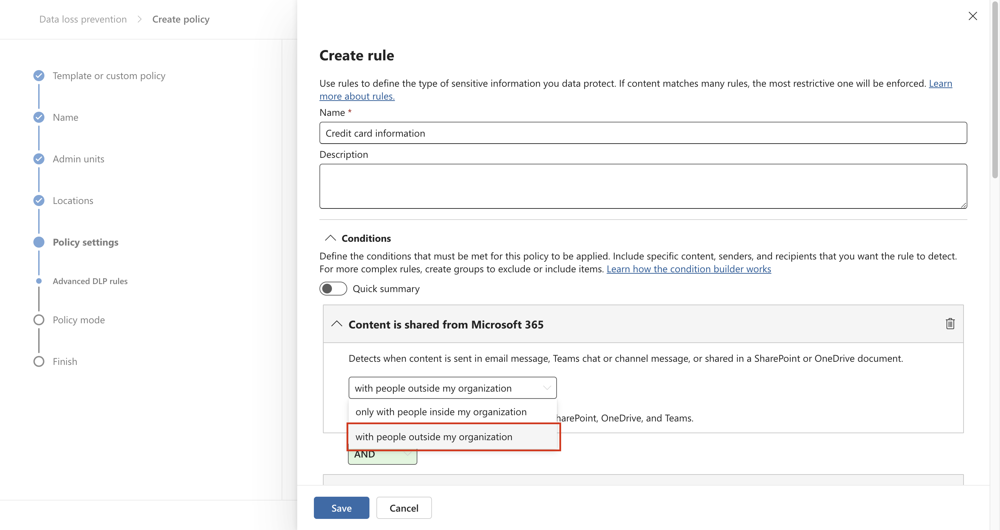 Data loss prevention > Create policy
Template or custom policy
Name
Admin units
Locations
Policy settings
Advanced DLP rules
Policy mode
Finish
Create rule
Use rules to define the type of sensitive information you data protect. If content matches many rules, the most restrictive one will be enforced. Learn
more about rules.
Name *
Credit card information
Description
Conditions
Define the conditions that must be met for this policy to be applied. Include specific content, senders, and recipients that you want the rule to detect.
For more complex rules, create groups to exclude or include items. Learn how the condition builder works
Quick summary
Content is shared from Microsoft 365
Detects when content is sent in email message, Teams chat or channel message, or shared in a SharePoint or OneDrive document.
with people outside my organization
only with people inside my organization
harePoint, OneDrive, and Teams.
with people outside my organization
AND
Save
Cancel